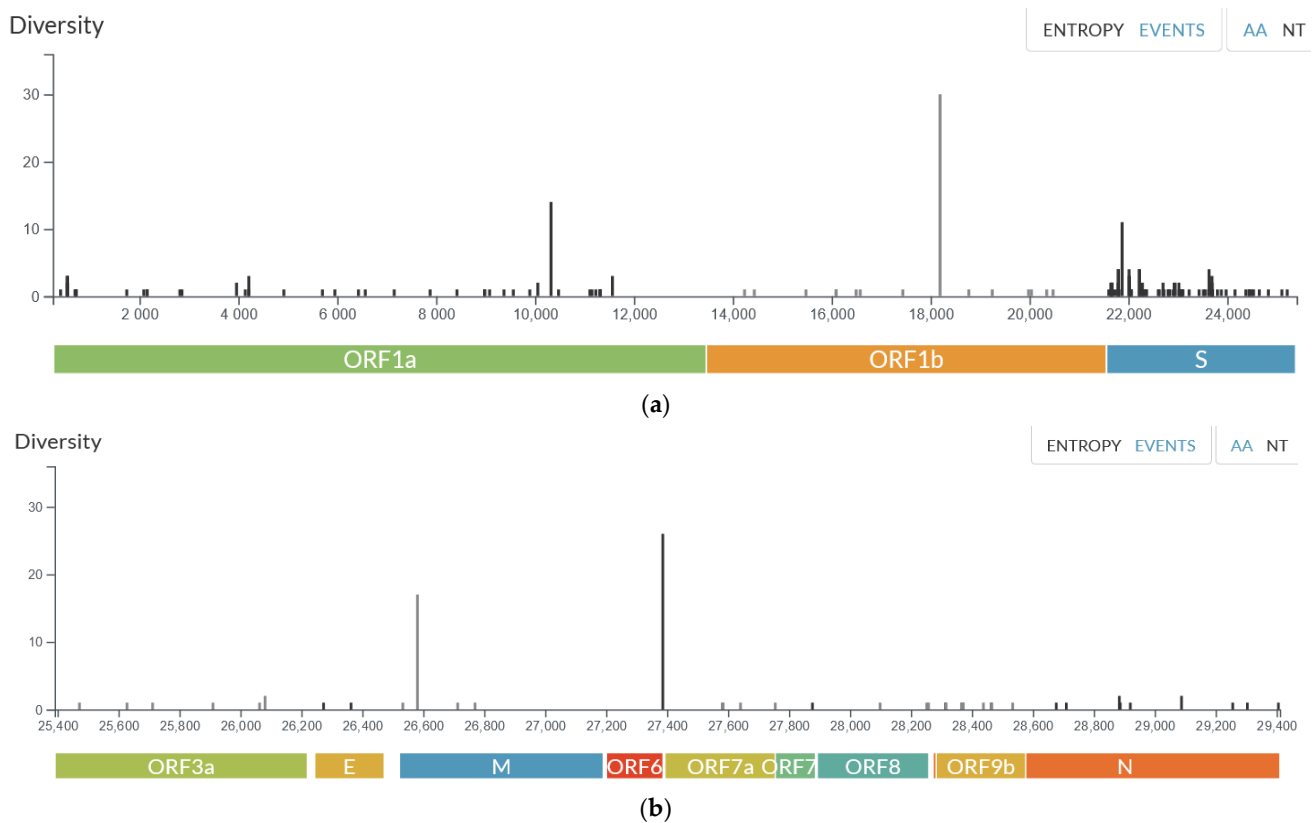 Diversity
ENTROPY EVENTS AA NT
30
20
10
0
2 000 4 000 6 000 8 000 10,000 12,000 14,000 16,000 18,000 20,000 22,000 24,000
ORF1a ORF1b S
(a)
Diversity
ENTROPY EVENTS AA NT
30
20
10
0
25,400 25,600 25,800 26,000 26,200 26,400 26,600 26,800 27,000 27,200 27,400 27,600 27,800 28,000 28,200 28,400 28,600 28,800 29,000 29,200 29,400
ORF3a E M ORF6 ORF7a ORF7 ORF8 ORF9b N
(b)